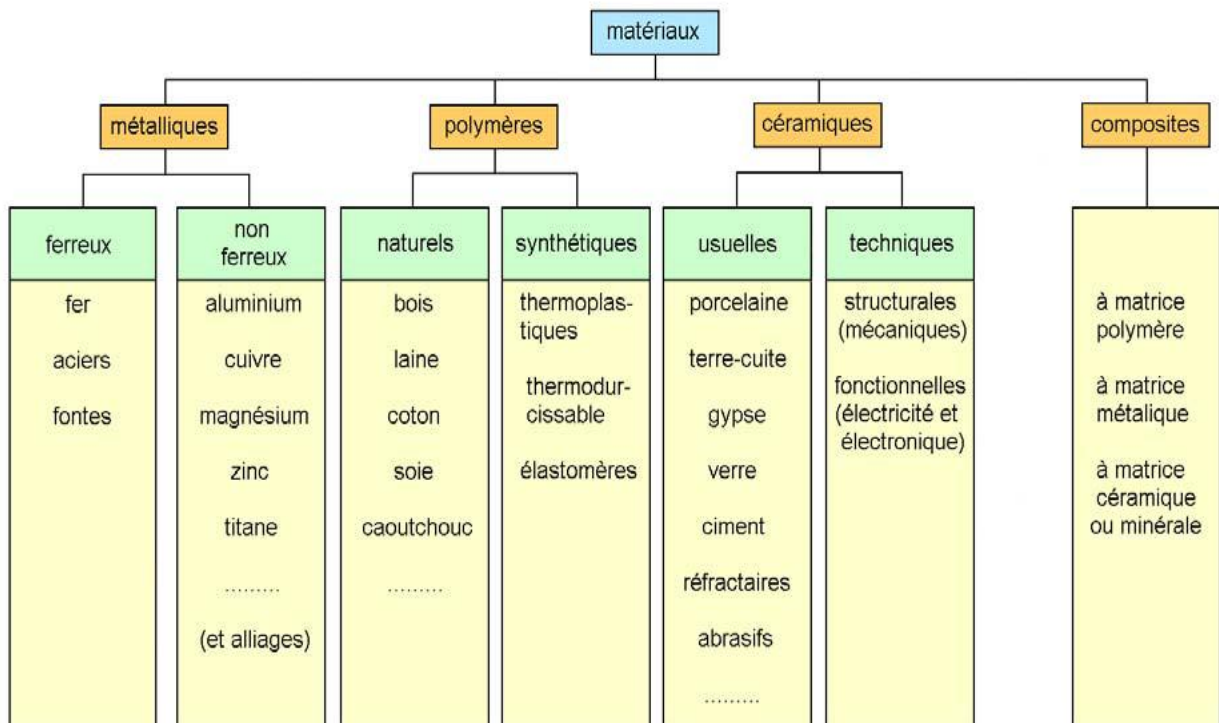 matériaux
métalliques
polymères
céramiques
composites
ferreux
non
ferreux
naturels
synthétiques
usuelles
techniques
fer
aciers
fontes
aluminium
cuivre
magnésium
zinc
titane
.........
(et alliages)
bois
laine
coton
soie
caoutchouc
.........
thermoplas-
tiques
thermodur-
cissable
élastomères
porcelaine
terre-cuite
gypse
verre
ciment
réfractaires
abrasifs
.........
structurales
(mécaniques)
fonctionnelles
(électricité et
électronique)
à matrice
polymère
à matrice
métalique
à matrice
céramique
ou minérale